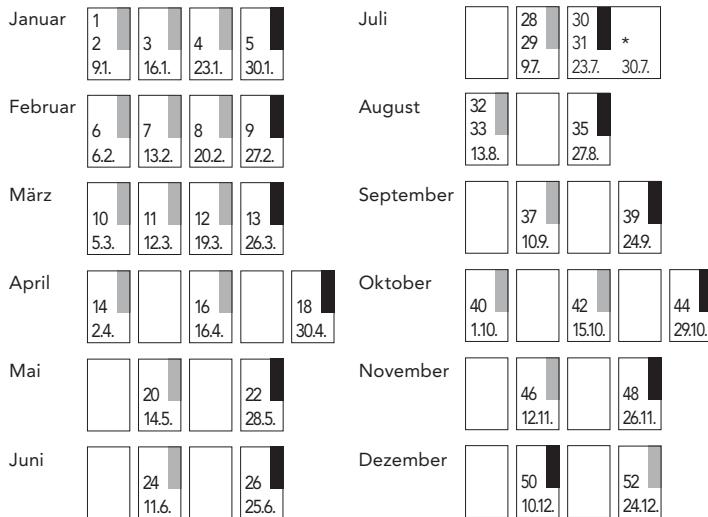 Januar
1
2 3 4 5
9.1. 16.1. 23.1. 30.1.
Februar
6 7 8 9
6.2. 13.2. 20.2. 27.2.
März
10 11 12 13
5.3. 12.3. 19.3. 26.3.
April
14 16 18
2.4. 16.4. 30.4.
Mai
20 22
14.5. 28.5.
Juni
24 26
11.6. 25.6.
Juli
28 30
29 31 *
9.7. 23.7. 30.7.
August
32
33 35
13.8. 27.8.
September
37 39
10.9. 24.9.
Oktober
40 42 44
1.10. 15.10. 29.10.
November
46 48
12.11. 26.11.
Dezember
50 52
10.12. 24.12.